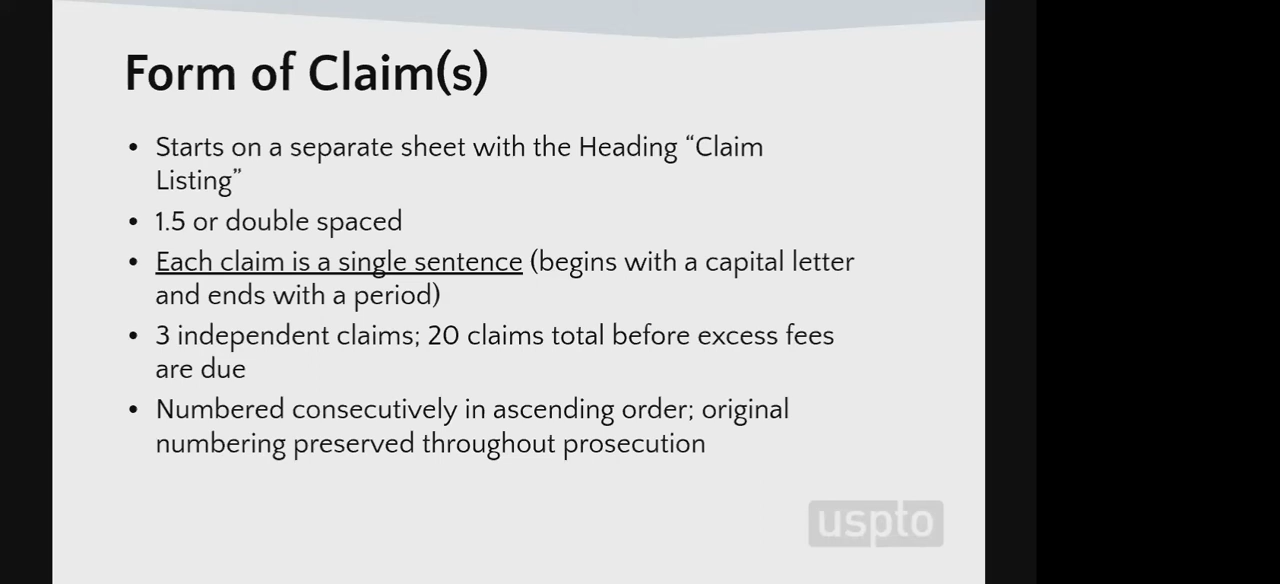 Form of Claim(s)
• Starts on a separate sheet with the Heading “Claim
Listing”
• 1.5 or double spaced
• Each claim is a single sentence (begins with a capital letter
and ends with a period)
• 3 independent claims; 20 claims total before excess fees
are due
• Numbered consecutively in ascending order; original
numbering preserved throughout prosecution
uspto